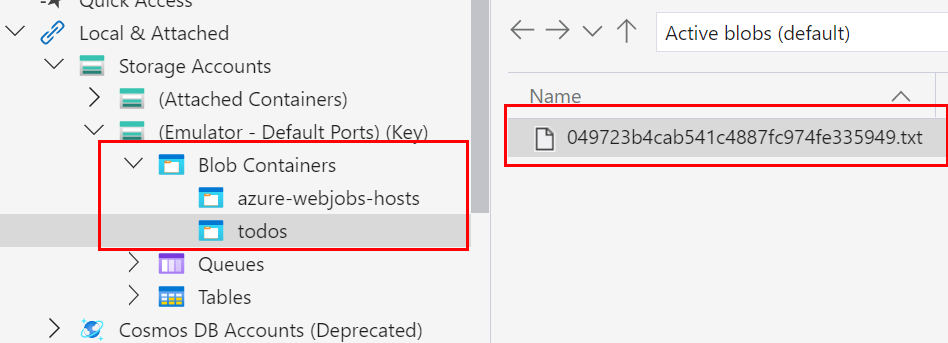 Quick Access
Local & Attached
Storage Accounts
(Attached Containers)
(Emulator - Default Ports) (Key)
Blob Containers
azure-webjobs-hosts
todos
Queues
Tables
Cosmos DB Accounts (Deprecated)
Active blobs (default)
Name
049723b4cab541c4887fc974fe335949.txt